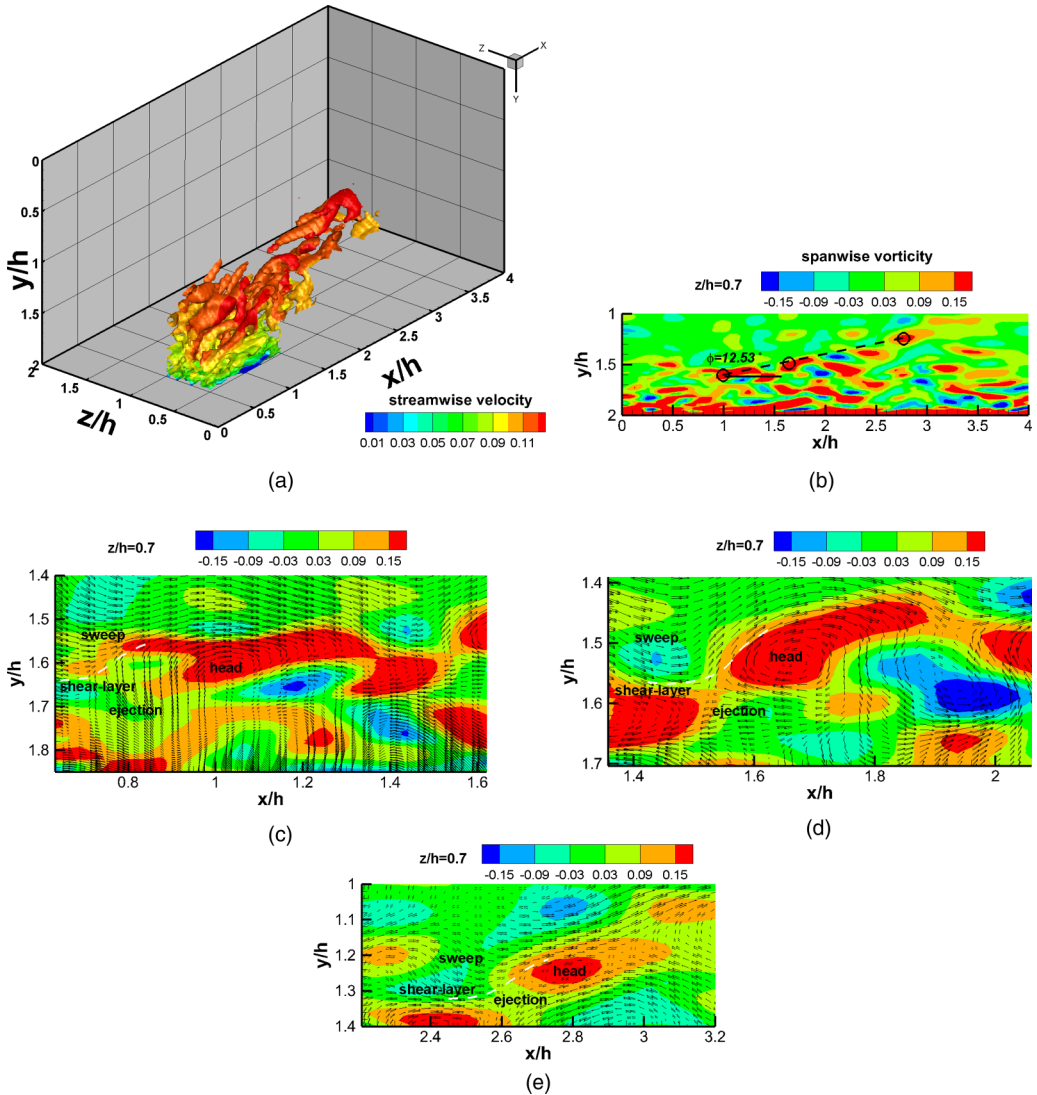 Z
X
Y
0
0.5
1
1.5
2
y/h
2
1.5
1
0.5
0
z/h
0
0.5
1
1.5
2
2.5
3
3.5
4
x/h
streamwise velocity
0.01 0.03 0.05 0.07 0.09 0.11
(a)
spanwise vorticity
z/h=0.7
-0.15 -0.09 -0.03 0.03 0.09 0.15
1
1.5
2
y/h
ϕ=12.53°
0 0.5 1 1.5 2 2.5 3 3.5 4
x/h
(b)
z/h=0.7
-0.15 -0.09 -0.03 0.03 0.09 0.15
1.4
1.5
1.6
1.7
1.8
y/h
sweep
head
shear-layer
ejection
0.8 1 1.2 1.4 1.6
x/h
(c)
z/h=0.7
-0.15 -0.09 -0.03 0.03 0.09 0.15
1.4
1.5
1.6
1.7
y/h
sweep
head
shear-layer
ejection
1.4 1.6 1.8 2
x/h
(d)
z/h=0.7
-0.15 -0.09 -0.03 0.03 0.09 0.15
1
1.1
1.2
1.3
1.4
y/h
sweep
head
shear-layer
ejection
2.4 2.6 2.8 3 3.2
x/h
(e)